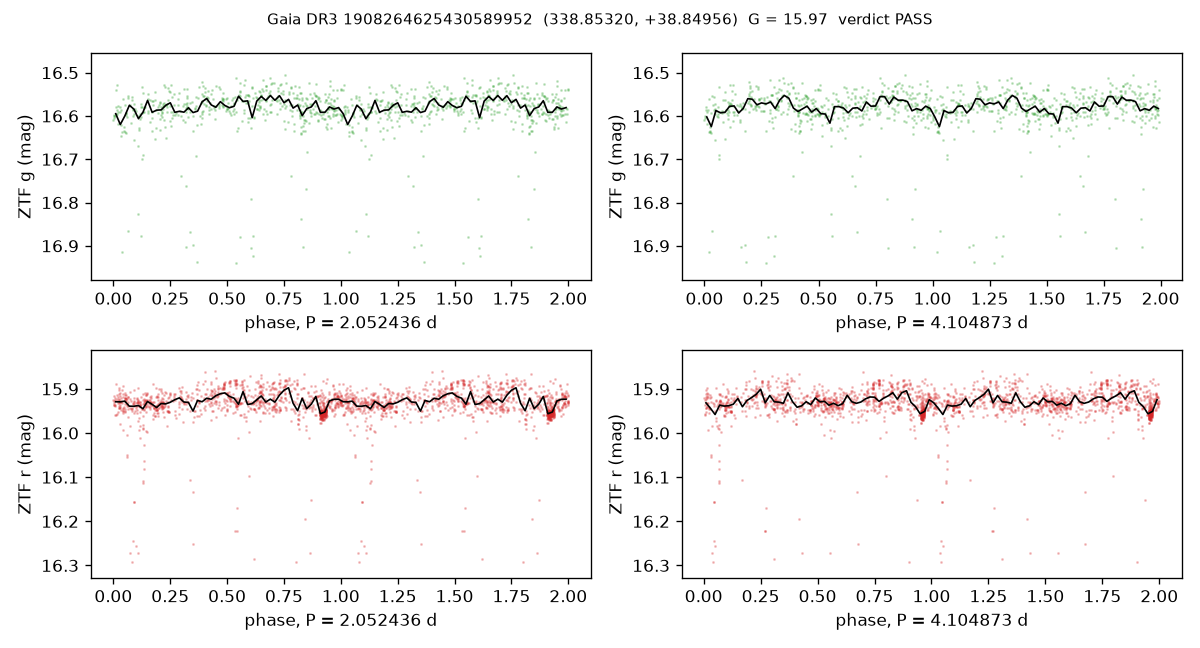 Gaia DR3 1908264625430589952 (338.85320, +38.84956) G = 15.97 verdict PASS
16.5
16.6
16.7
16.8
16.9
ZTF g (mag)
0.00 0.25 0.50 0.75 1.00 1.25 1.50 1.75 2.00
phase, P = 2.052436 d
16.5
16.6
16.7
16.8
16.9
ZTF g (mag)
0.00 0.25 0.50 0.75 1.00 1.25 1.50 1.75 2.00
phase, P = 4.104873 d
15.9
16.0
16.1
16.2
16.3
ZTF r (mag)
0.00 0.25 0.50 0.75 1.00 1.25 1.50 1.75 2.00
phase, P = 2.052436 d
15.9
16.0
16.1
16.2
16.3
ZTF r (mag)
0.00 0.25 0.50 0.75 1.00 1.25 1.50 1.75 2.00
phase, P = 4.104873 d